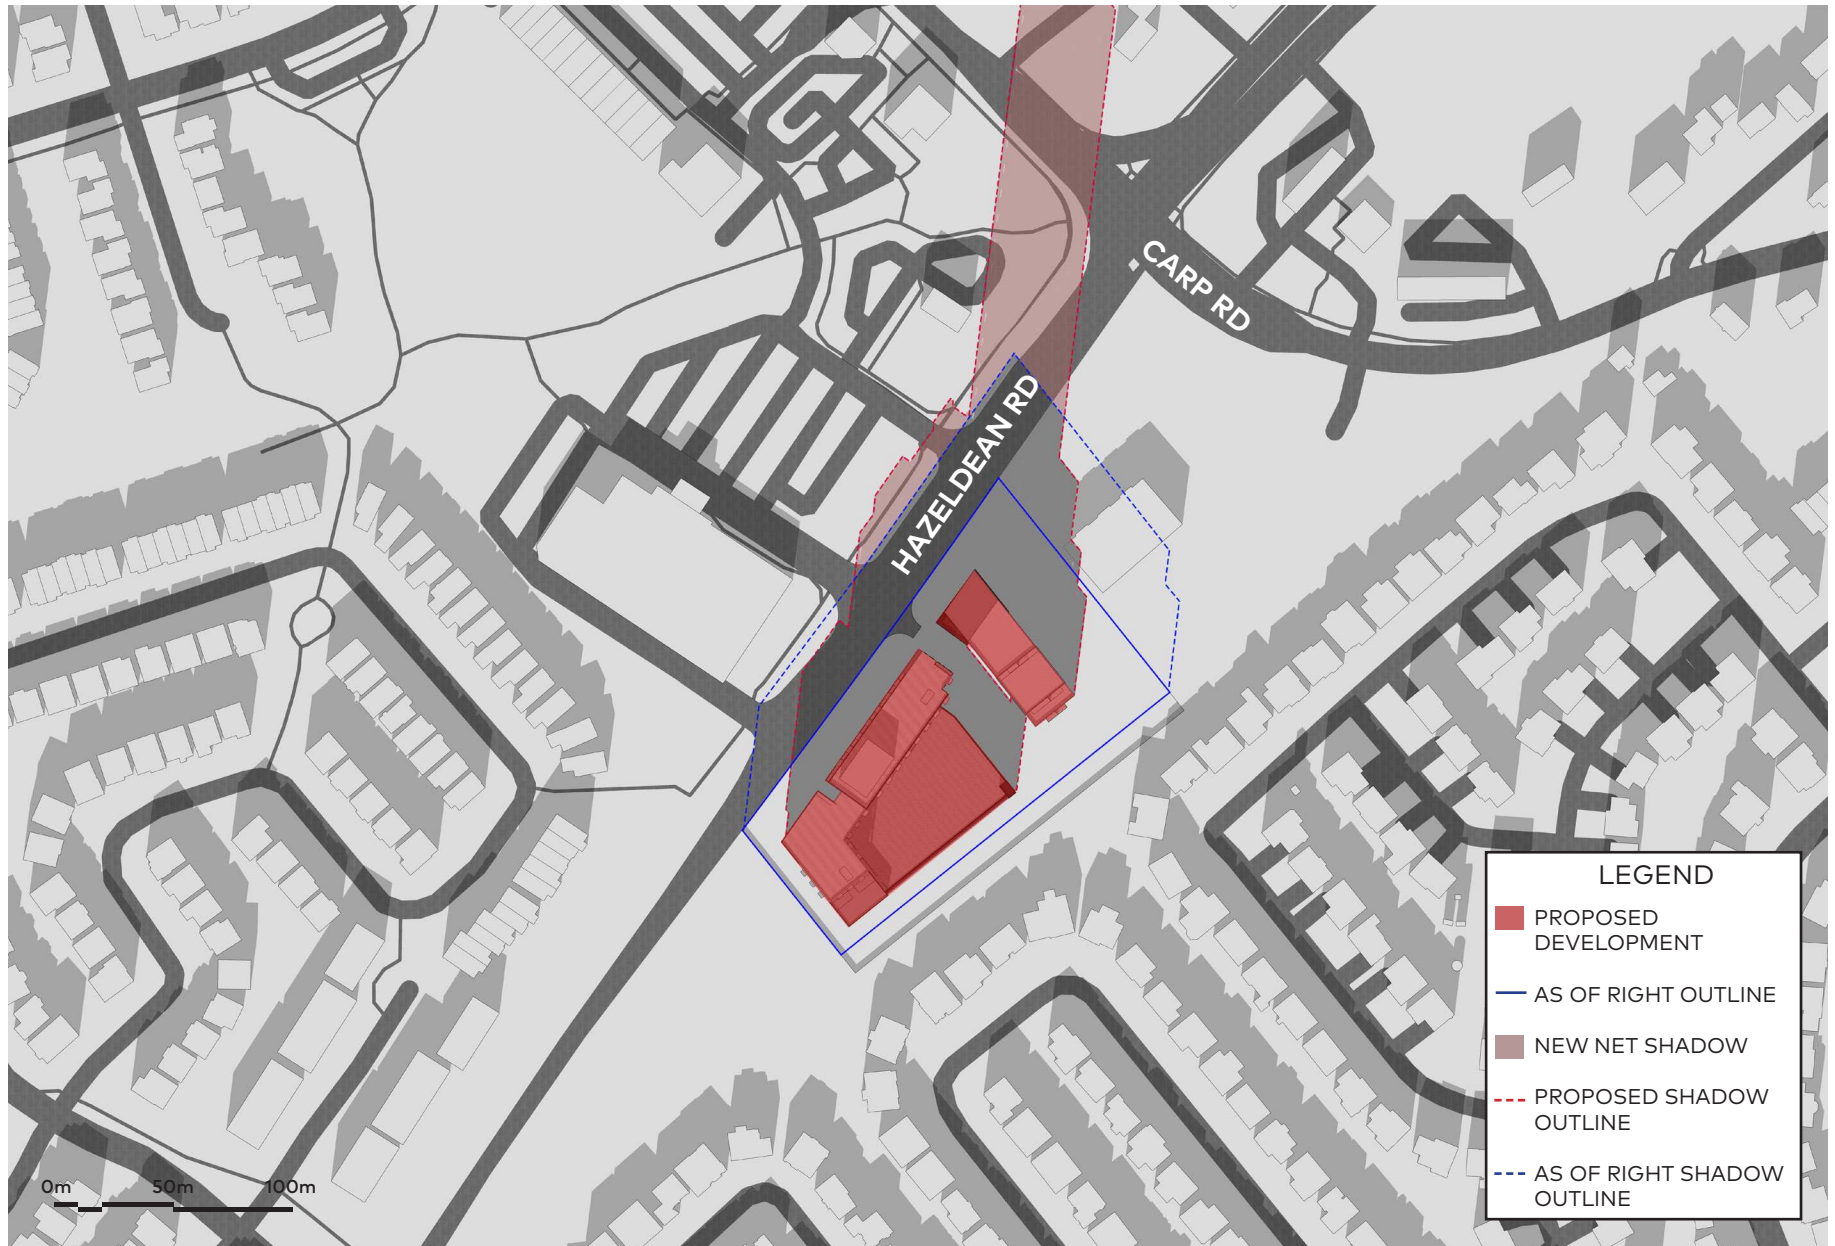 CARP RD
HAZELDEAN RD
LEGEND
PROPOSED
DEVELOPMENT
AS OF RIGHT OUTLINE
NEW NET SHADOW
PROPOSED SHADOW
OUTLINE
AS OF RIGHT SHADOW
OUTLINE
0m 50m 100m